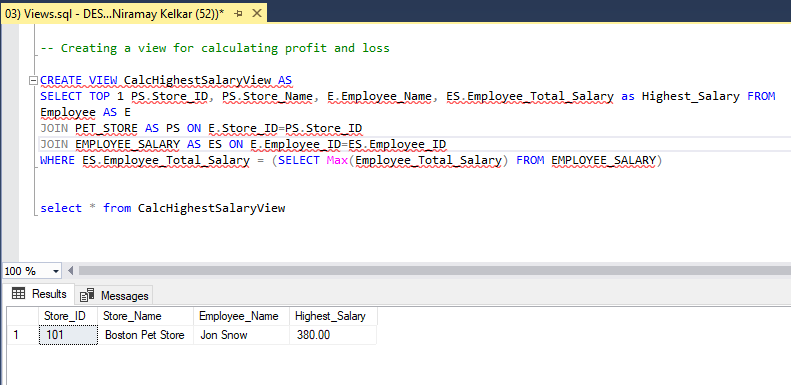 03) Views.sql - DES...Niramay Kelkar (52))*
-- Creating a view for calculating profit and loss
CREATE VIEW CalcHighestSalaryView AS
SELECT TOP 1 PS.Store_ID, PS.Store_Name, E.Employee_Name, ES.Employee_Total_Salary as Highest_Salary FROM
Employee AS E
JOIN PET_STORE AS PS ON E.Store_ID=PS.Store_ID
JOIN EMPLOYEE_SALARY AS ES ON E.Employee_ID=ES.Employee_ID
WHERE ES.Employee_Total_Salary = (SELECT Max(Employee_Total_Salary) FROM EMPLOYEE_SALARY)
select * from CalcHighestSalaryView
100 %
Results Messages
Store_ID Store_Name Employee_Name Highest_Salary
1 101 Boston Pet Store Jon Snow 380.00